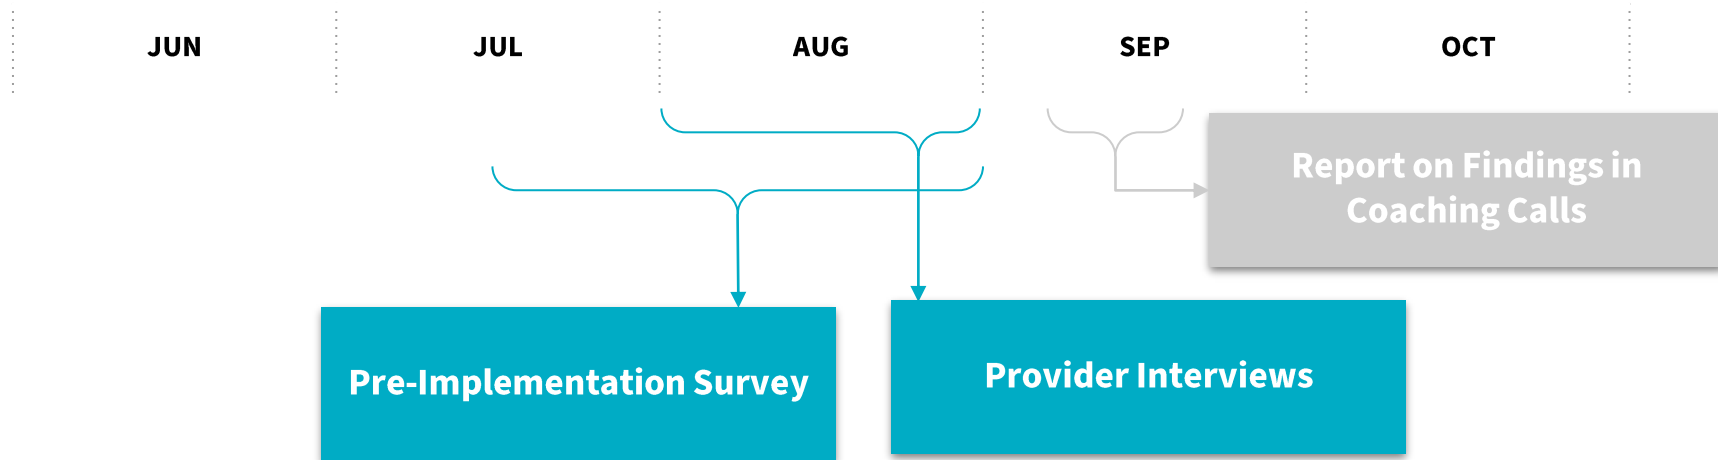 JUN
JUL
AUG
SEP
OCT
Report on Findings in
Coaching Calls
Pre-Implementation Survey
Provider Interviews